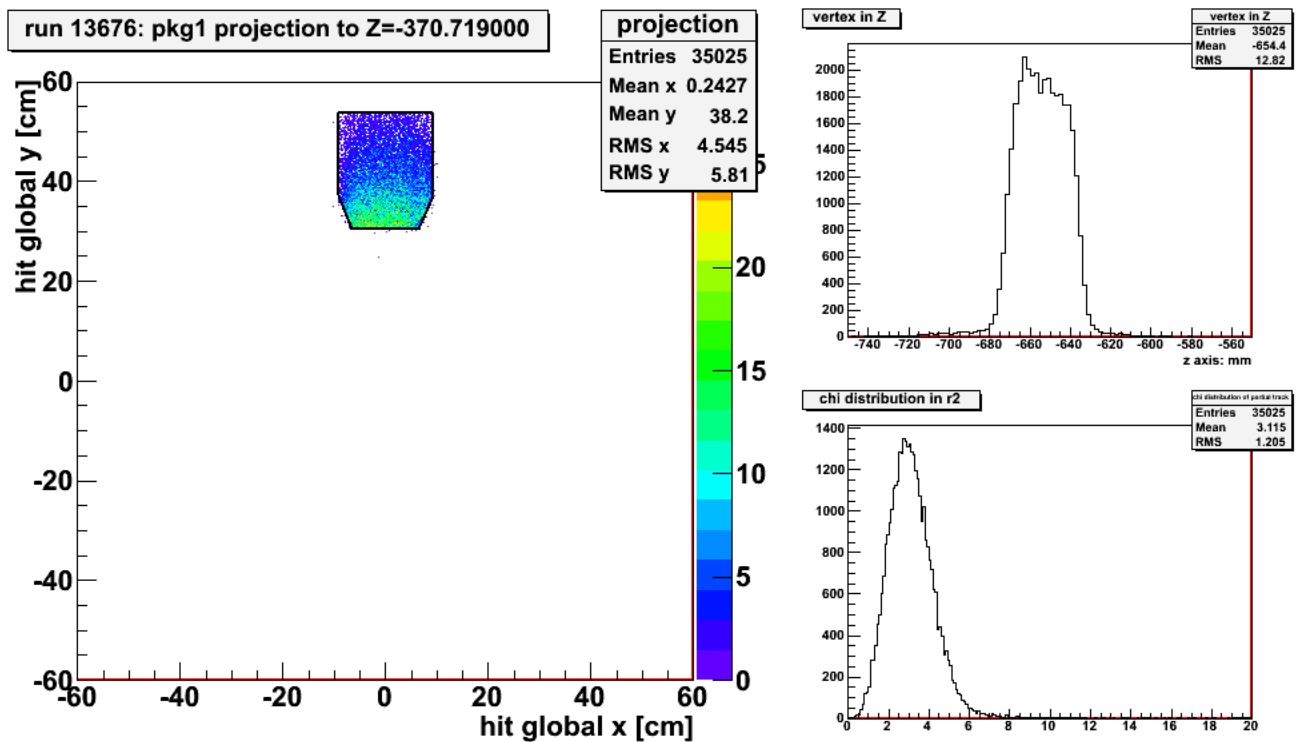 run 13676: pkg1 projection to Z=-370.719000
projection
Entries 35025
Mean x 0.2427
Mean y 38.2
RMS x 4.545
RMS y 5.81
hit global y [cm]
60
40
20
0
-20
-40
-60
-60 -40 -20 0 20 40 60
hit global x [cm]
5
20
15
10
5
0
vertex in Z
vertex in Z
Entries 35025
Mean -654.4
RMS 12.82
2000
1800
1600
1400
1200
1000
800
600
400
200
0
-740 -720 -700 -680 -660 -640 -620 -600 -580 -560
z axis: mm
chi distribution in r2
chi distribution of partial track
Entries 35025
Mean 3.115
RMS 1.205
1400
1200
1000
800
600
400
200
0
0 2 4 6 8 10 12 14 16 18 20